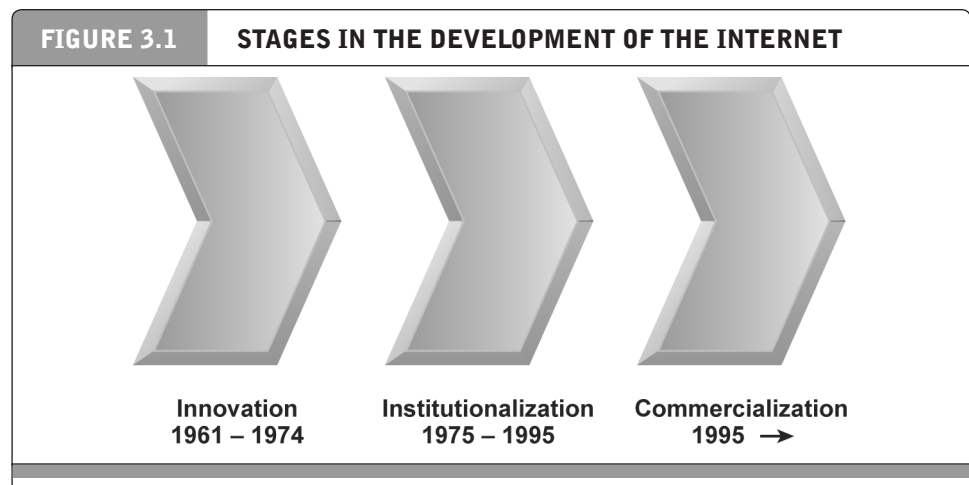 FIGURE 3.1 STAGES IN THE DEVELOPMENT OF THE INTERNET
Innovation
1961 – 1974
Institutionalization
1975 – 1995
Commercialization
1995 →